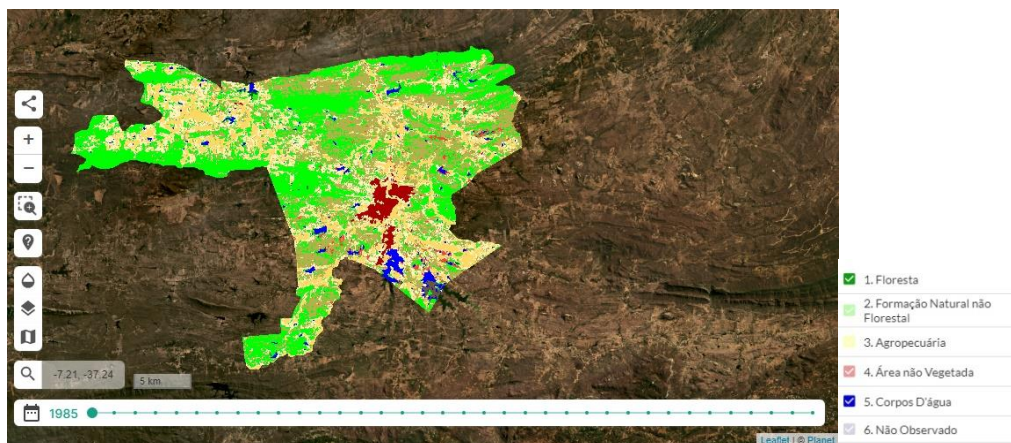 +
−
-7.21, -37.24
5 km
1985
Leaflet | © Planet
1. Floresta
2. Formação Natural não
Florestal
3. Agropecuária
4. Área não Vegetada
5. Corpos D'água
6. Não Observado